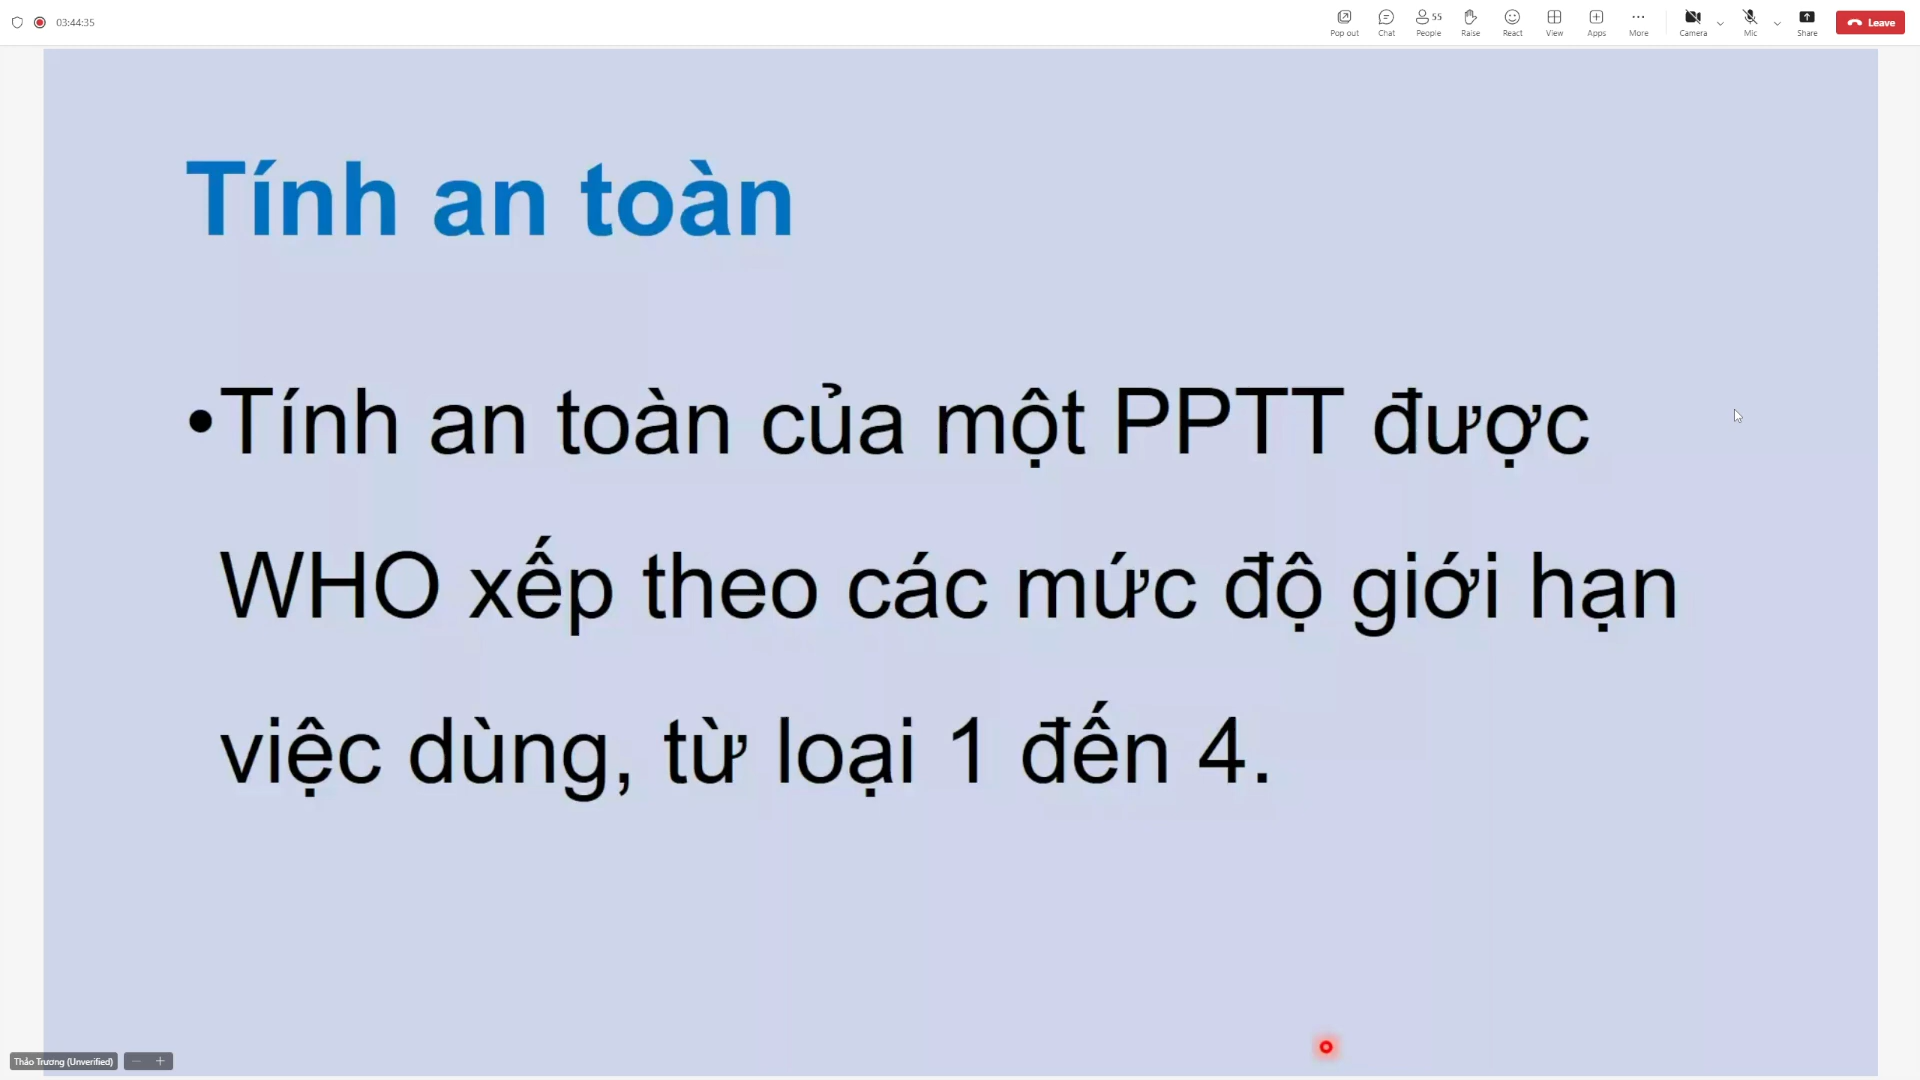 03:44:35
Pop out
Chat
55
People
Raise
React
View
Apps
More
Camera
Mic
Share
Leave
Tính an toàn
•Tính an toàn của một PPTT được
WHO xếp theo các mức độ giới hạn
việc dùng, từ loại 1 đến 4.
Thảo Trương (Unverified)